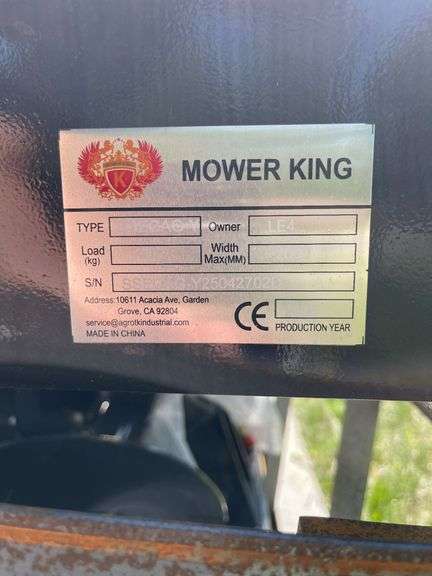 K
MOWER KING
TYPE Owner
Load (kg) Width Max(MM)
S/N
Address:10611 Acacia Ave, Garden
Grove, CA 92804
service@agrotkindustrial.com
MADE IN CHINA
CE
PRODUCTION YEAR